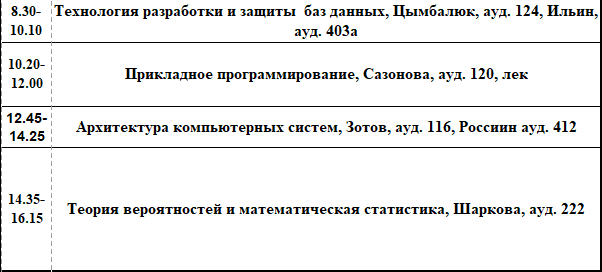 8.30-
10.10
Технология разработки и защиты баз данных, Цымбалюк, ауд. 124, Ильин,
ауд. 403а
10.20-
12.00
Прикладное программирование, Сазонова, ауд. 120, лек
12.45-
14.25
Архитектура компьютерных систем, Зотов, ауд. 116, Россиин ауд. 412
14.35-
16.15
Теория вероятностей и математическая статистика, Шаркова, ауд. 222